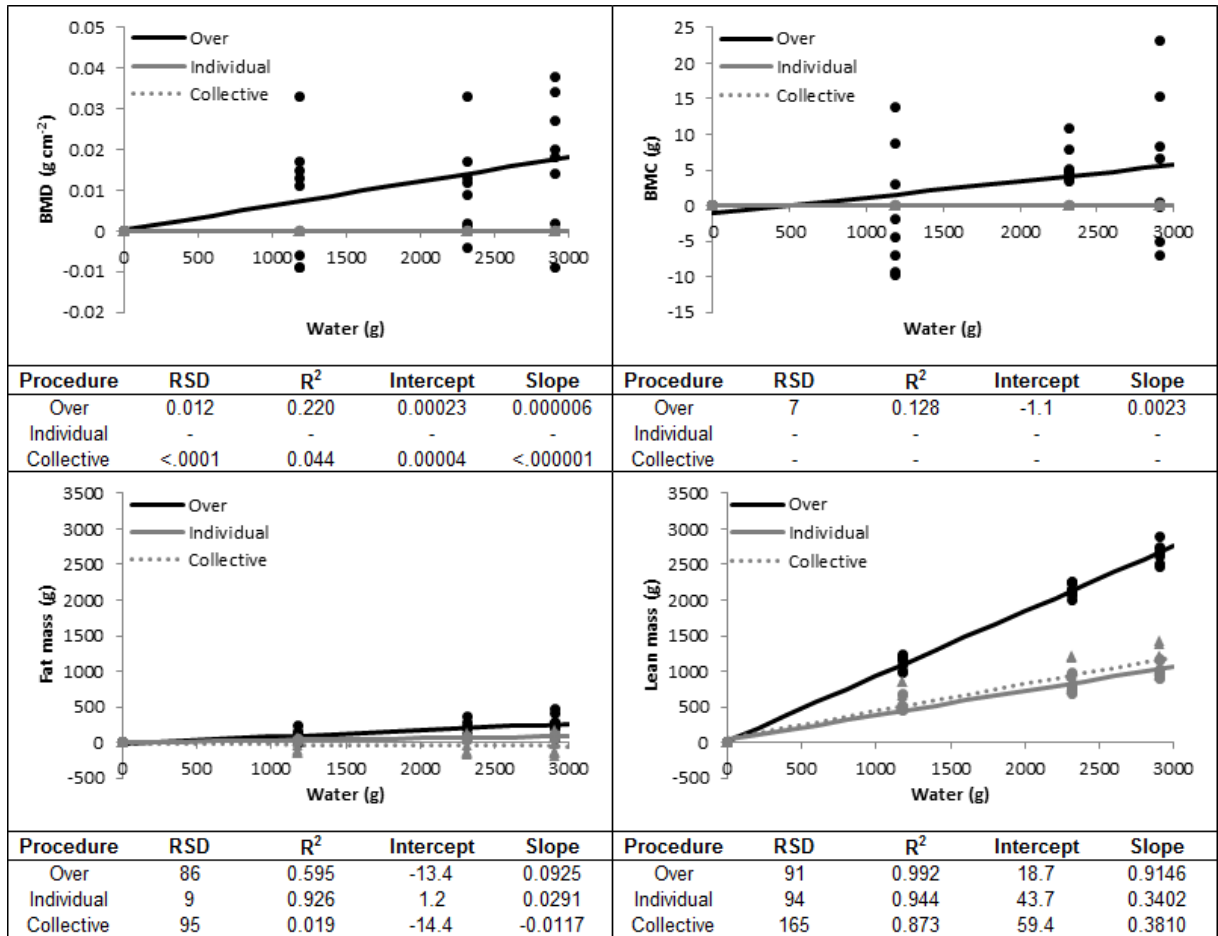 0.05
0.04
0.03
0.02
0.01
0
-0.01
-0.02
BMD (g cm-2)
Over
Individual
Collective
0 500 1000 1500 2000 2500 3000
Water (g)
25
20
15
10
5
0
-5
-10
-15
BMC (g)
Over
Individual
Collective
0 500 1000 1500 2000 2500 3000
Water (g)
Procedure RSD R2 Intercept Slope
Over 0.012 0.220 0.00023 0.000006
Individual - - - -
Collective <.0001 0.044 0.00004 <.000001
Procedure RSD R2 Intercept Slope
Over 7 0.128 -1.1 0.0023
Individual - - - -
Collective - - - -
3500
3000
2500
2000
1500
1000
500
0
-500
Fat mass (g)
Over
Individual
Collective
0 500 1000 1500 2000 2500 3000
Water (g)
3500
3000
2500
2000
1500
1000
500
0
-500
Lean mass (g)
Over
Individual
Collective
0 500 1000 1500 2000 2500 3000
Water (g)
Procedure RSD R2 Intercept Slope
Over 86 0.595 -13.4 0.0925
Individual 9 0.926 1.2 0.0291
Collective 95 0.019 -14.4 -0.0117
Procedure RSD R2 Intercept Slope
Over 91 0.992 18.7 0.9146
Individual 94 0.944 43.7 0.3402
Collective 165 0.873 59.4 0.3810